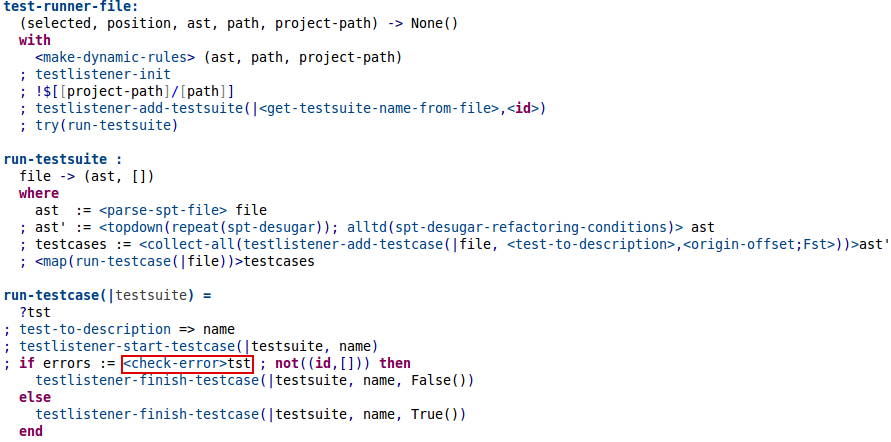 test-runner-file:
(selected, position, ast, path, project-path) -> None()
with
<make-dynamic-rules> (ast, path, project-path)
; testlistener-init
; !$[[project-path]/[path]]
; testlistener-add-testsuite(|<get-testsuite-name-from-file>,<id>)
; try(run-testsuite)
run-testsuite :
file -> (ast, [])
where
ast := <parse-spt-file> file
; ast' := <topdown(repeat(spt-desugar)); alltd(spt-desugar-refactoring-conditions)> ast
; testcases := <collect-all(testlistener-add-testcase(|file, <test-to-description>,<origin-offset;Fst>))>ast'
; <map(run-testcase(|file))>testcases
run-testcase(|testsuite) =
?tst
; test-to-description => name
; testlistener-start-testcase(|testsuite, name)
; if errors := <check-error>tst ; not((id,[])) then
testlistener-finish-testcase(|testsuite, name, False())
else
testlistener-finish-testcase(|testsuite, name, True())
end